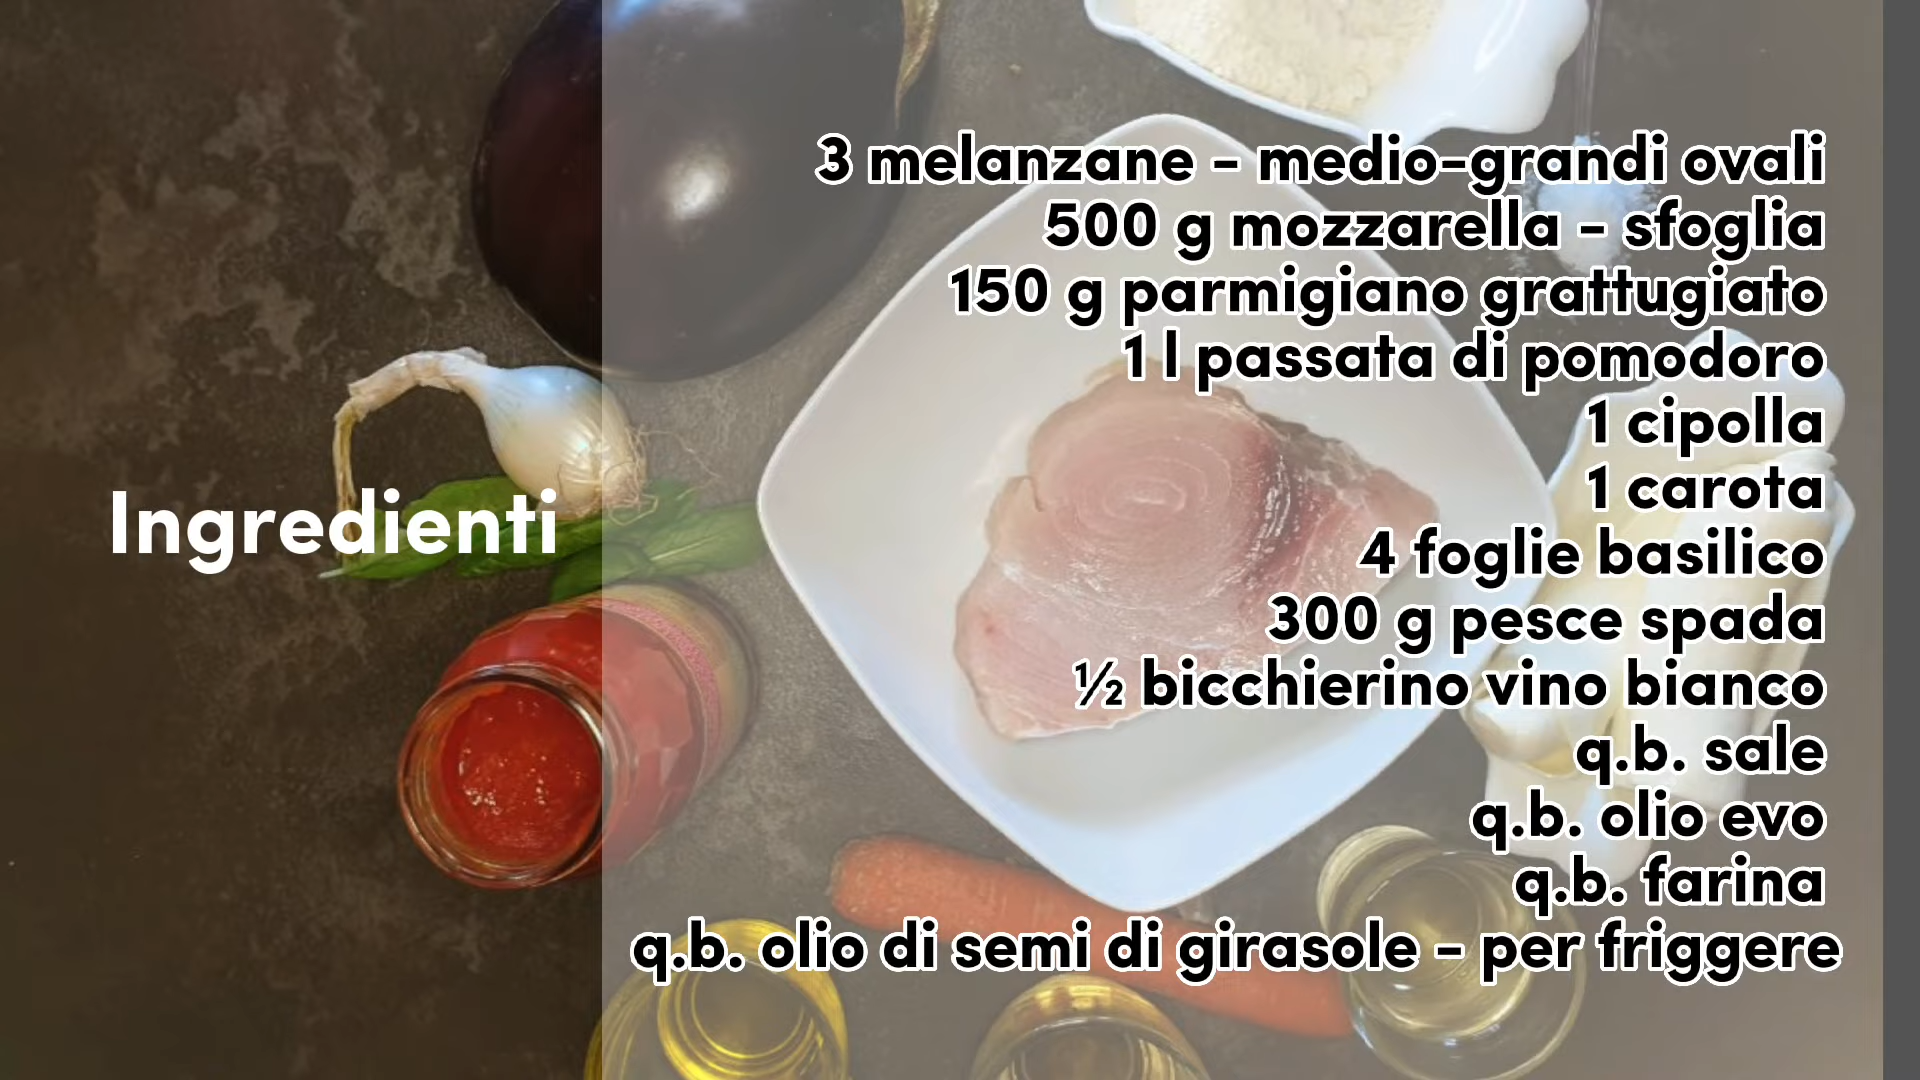 Ingredienti
3 melanzane - medio-grandi ovali
500 g mozzarella - sfoglia
150 g parmigiano grattugiato
1 l passata di pomodoro
1 cipolla
1 carota
4 foglie basilico
300 g pesce spada
½ bicchierino vino bianco
q.b. sale
q.b. olio evo
q.b. farina
q.b. olio di semi di girasole - per friggere